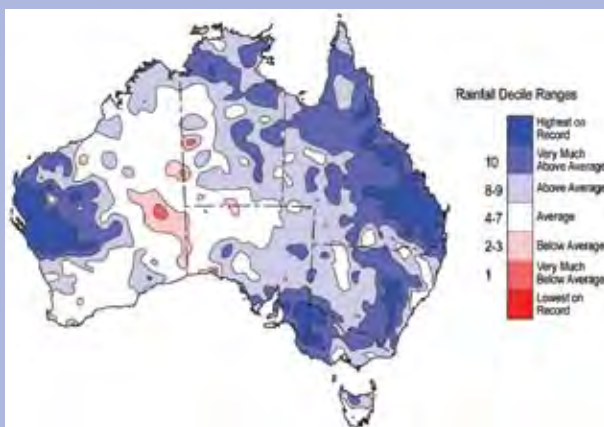 Rainfall Decile Ranges
Highest on
Record
10
Very Much
Above Average
8-9
Above Average
4-7
Average
2-3
Below Average
1
Very Much
Below Average
Lowest on
Record